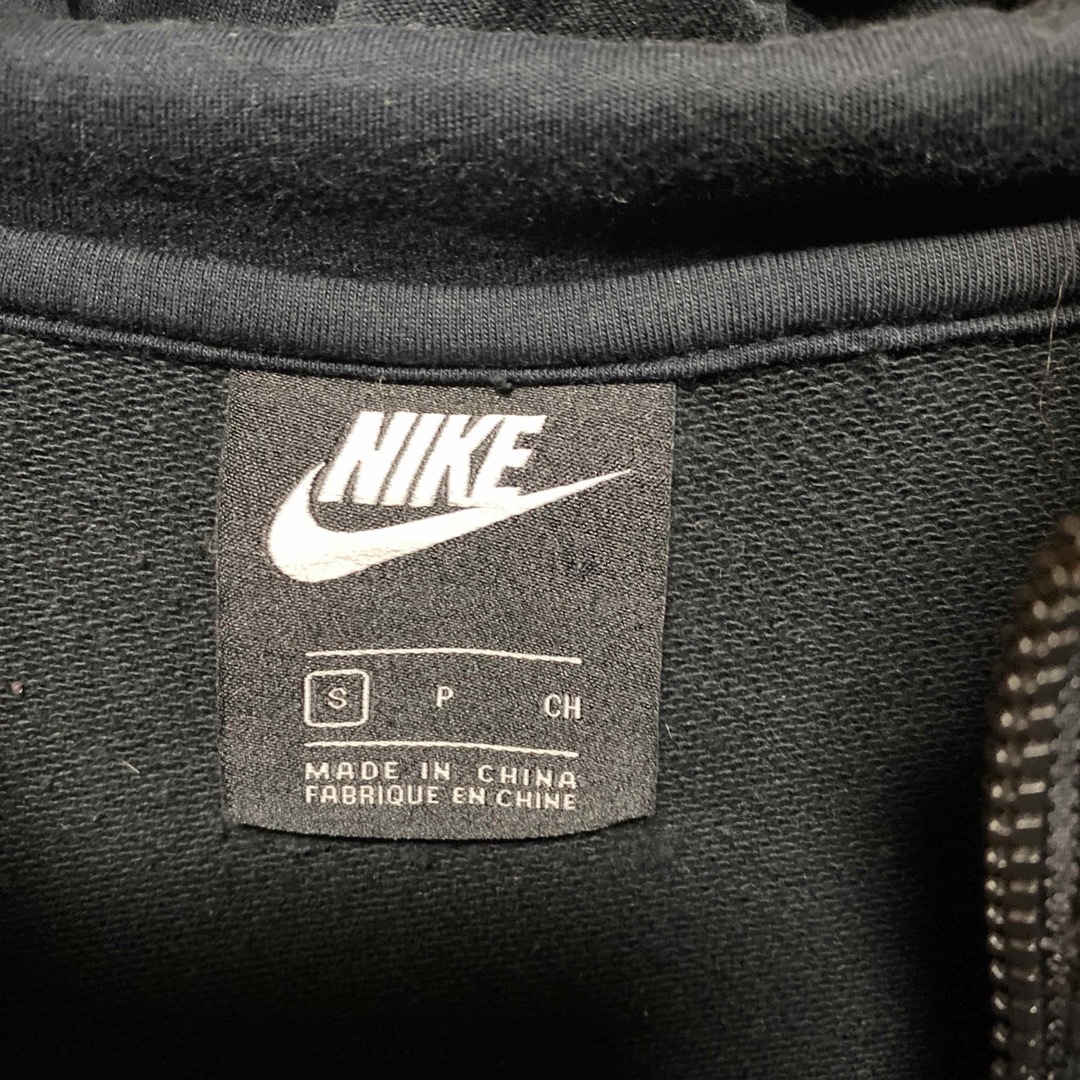 NIKE
S P CH
MADE IN CHINA
FABRIQUE EN CHINE